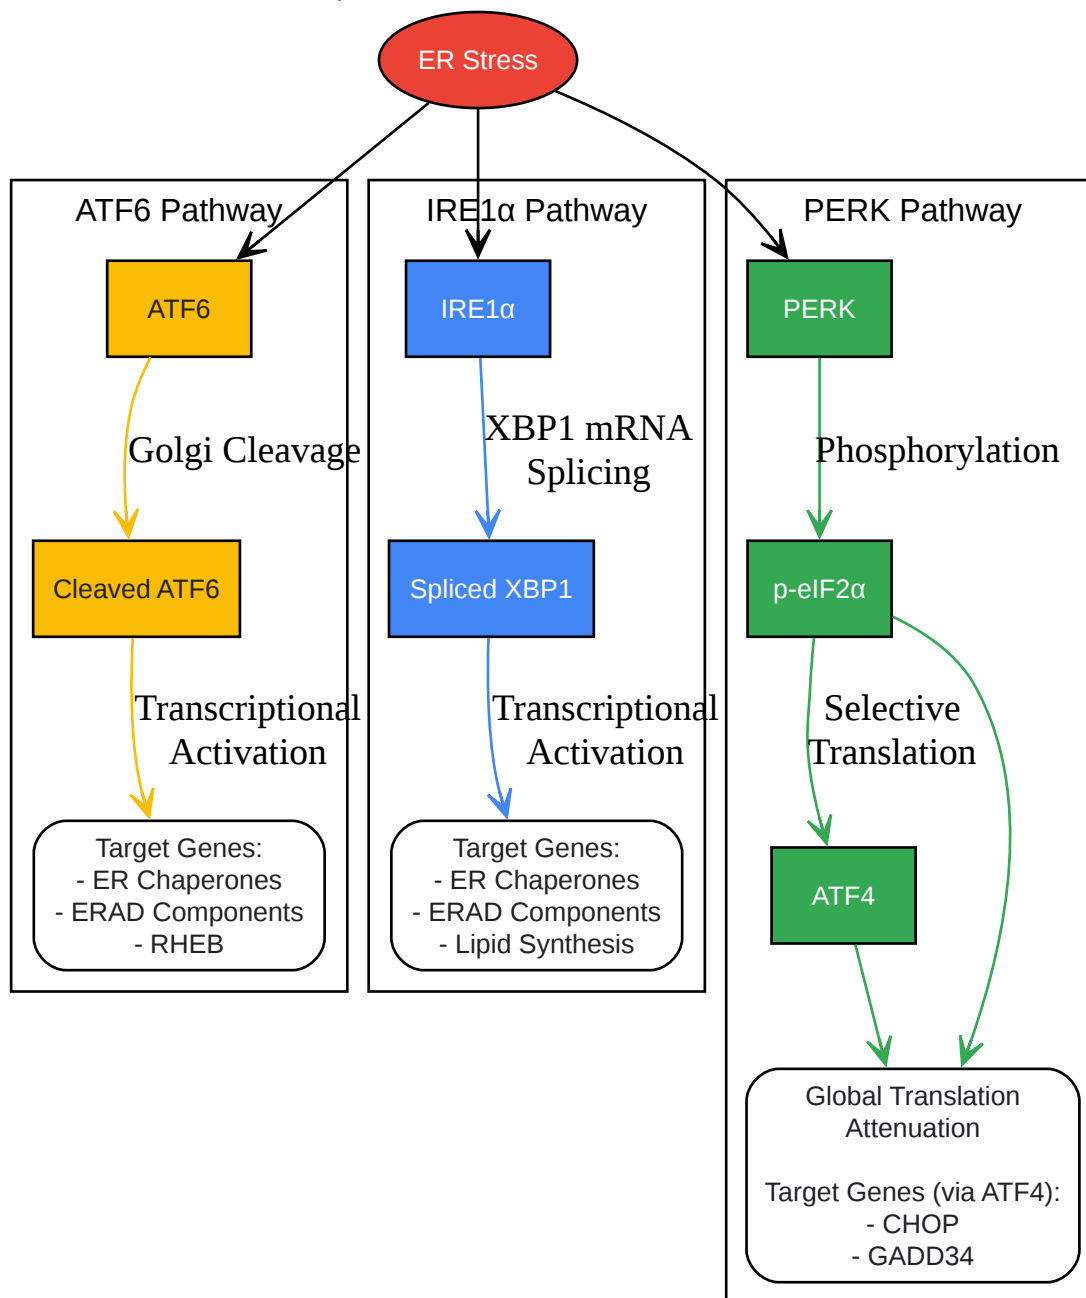 ER Stress
ATF6 Pathway
ATF6
Golgi Cleavage
Cleaved ATF6
Transcriptional
Activation
Target Genes:
- ER Chaperones
- ERAD Components
- RHEB
IRE1α Pathway
IRE1α
XBP1 mRNA
Splicing
Spliced XBP1
Transcriptional
Activation
Target Genes:
- ER Chaperones
- ERAD Components
- Lipid Synthesis
PERK Pathway
PERK
Phosphorylation
p-eIF2α
Selective
Translation
ATF4
Global Translation
Attenuation
Target Genes (via ATF4):
- CHOP
- GADD34